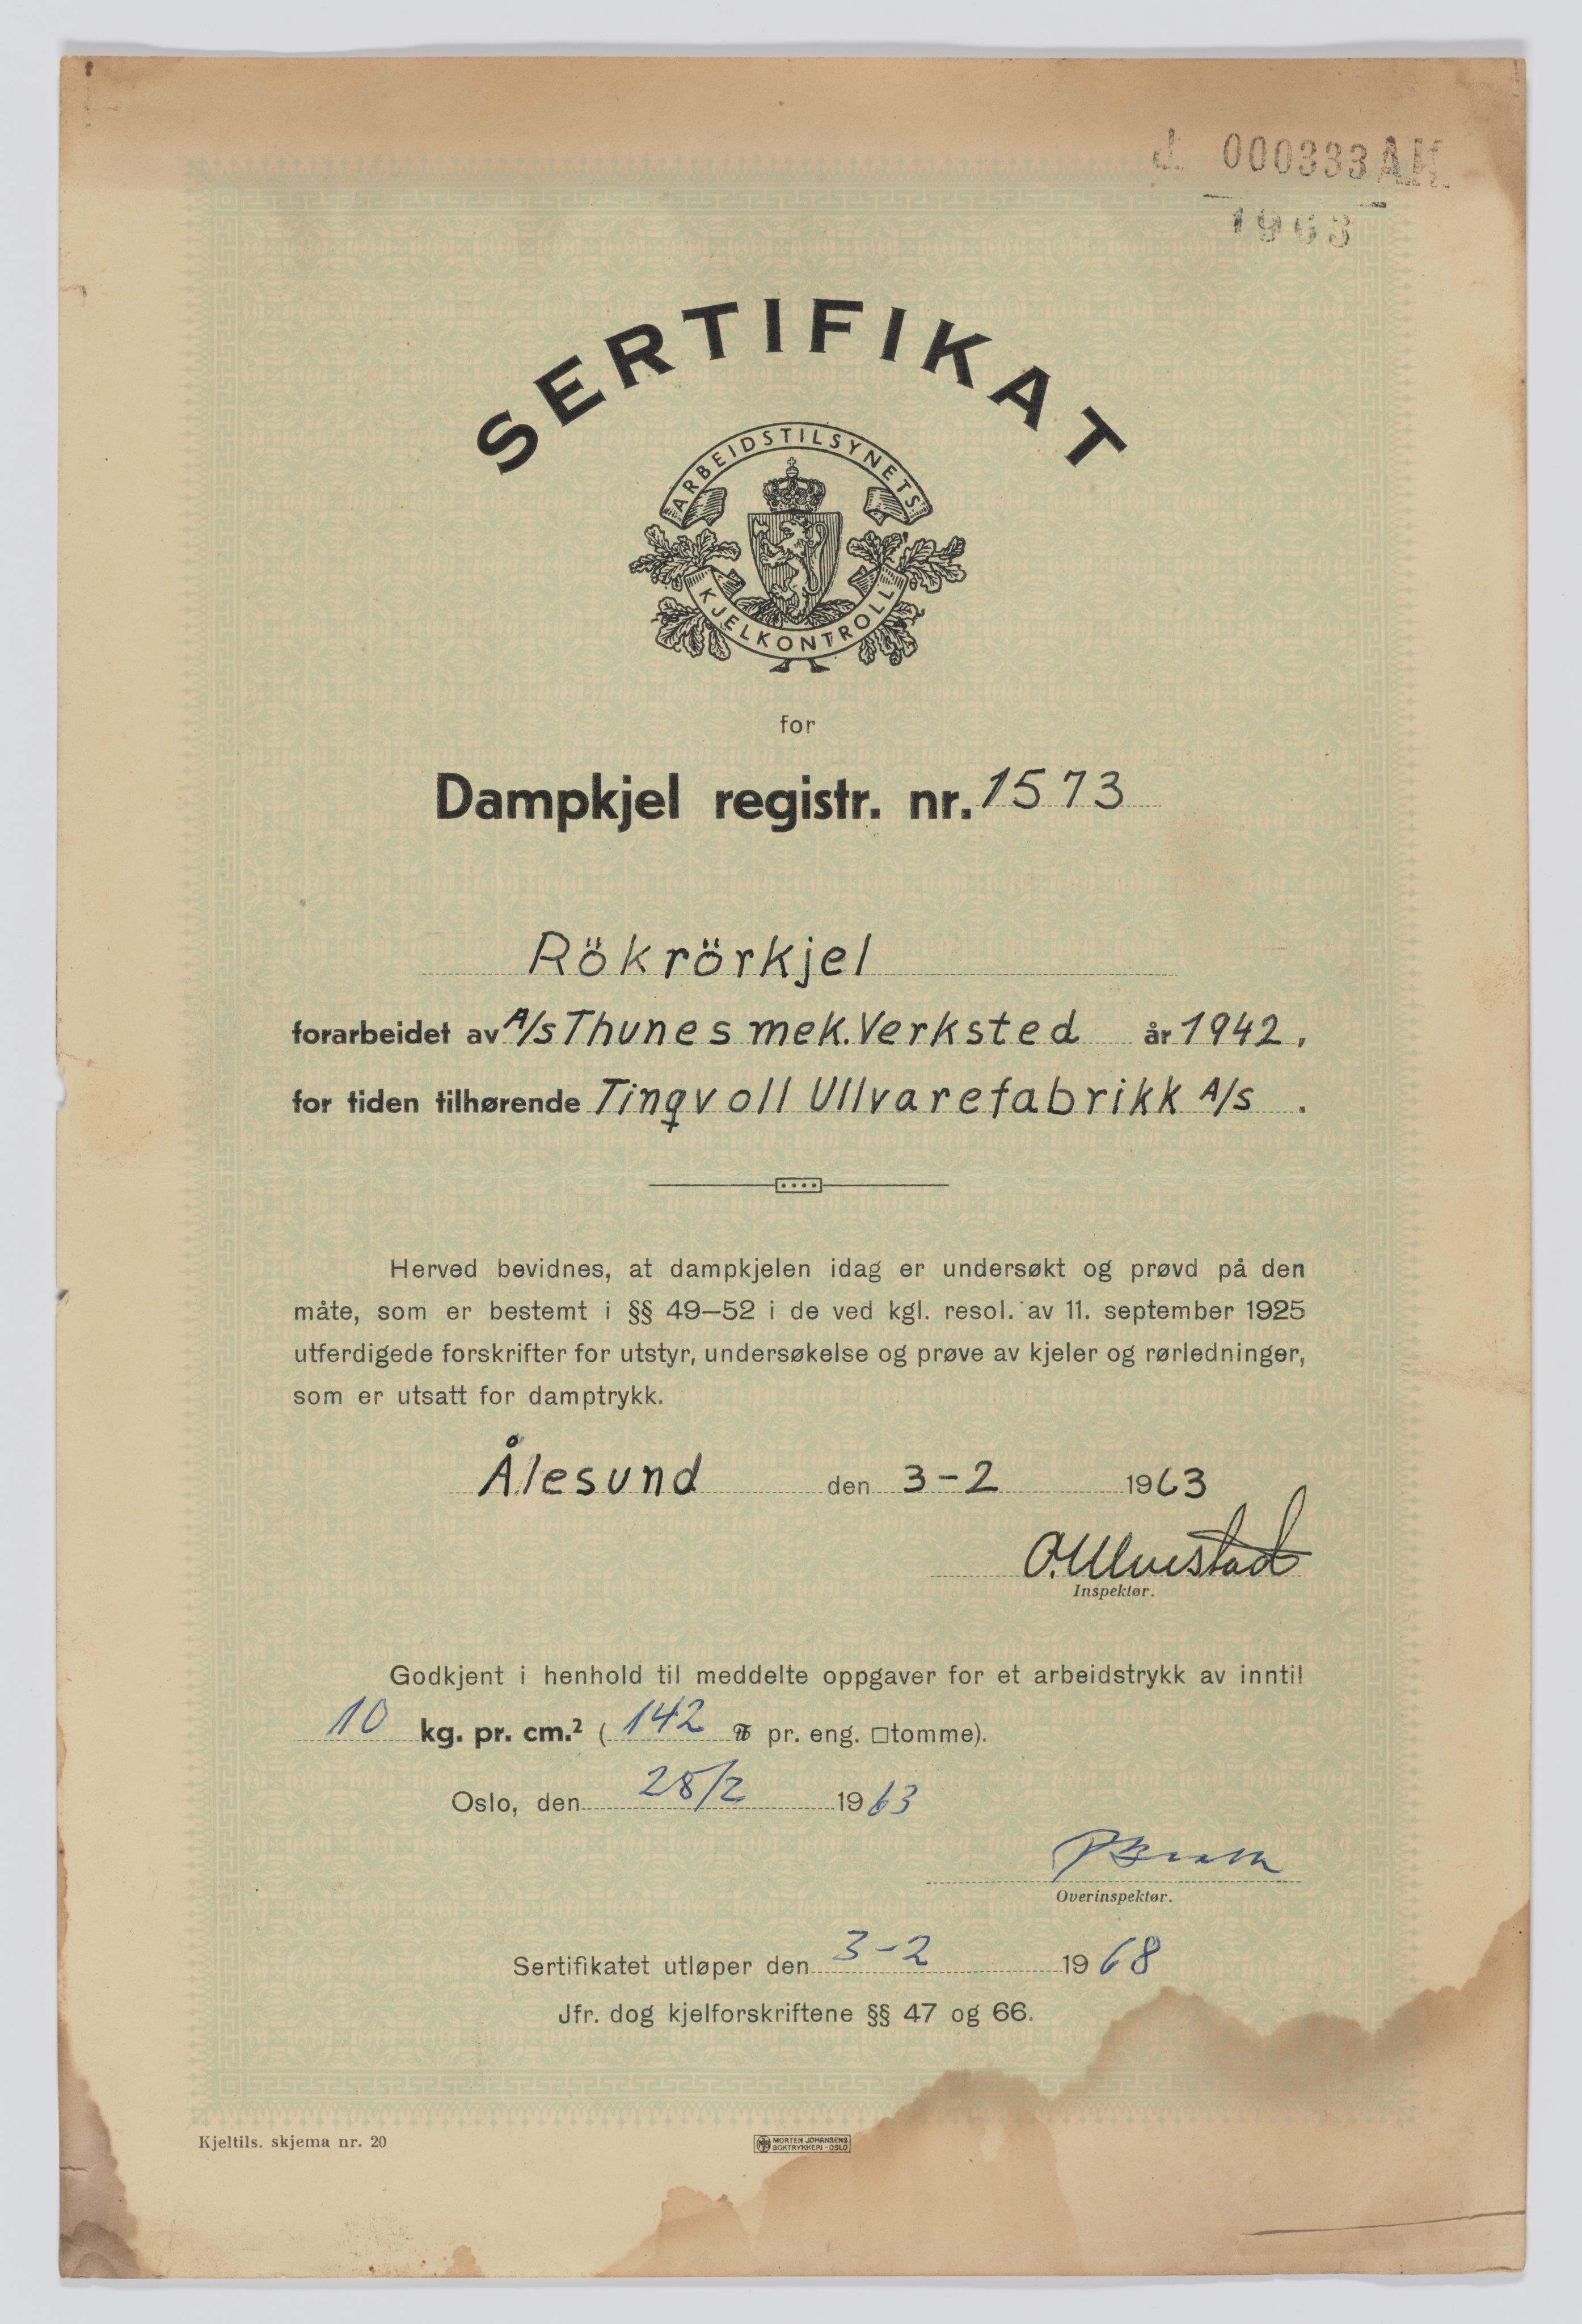 J. 000333 A.K.
1963
SERTIFIKAT
ARBEIDSTILSYNETS
KJELKONTROLL
for
Dampkjel registr. nr. 1573
Rökrörkjel
forarbeidet av A/s Thunes mek. Verksted år 1942.
for tiden tilhørende Tingvoll Ullvarefabrikk A/s.
Herved bevidnes, at dampkjelen idag er undersøkt og prøvd på den
måte, som er bestemt i §§ 49–52 i de ved kgl. resol. av 11. september 1925
utferdigede forskrifter for utstyr, undersøkelse og prøve av kjeler og rørledninger,
som er utsatt for damptrykk.
Ålesund den 3-2 1963
O. Ulvestad
Inspektør.
Godkjent i henhold til meddelte oppgaver for et arbeidstrykk av inntil
10 kg. pr. cm.² ( 142 ℔ pr. eng. □tomme).
Oslo, den 28/2 1963
Overinspektør.
Sertifikatet utløper den 3-2 1968
Jfr. dog kjelforskriftene §§ 47 og 66.
Kjeltils. skjema nr. 20
MORTEN JOHANSENS
BOKTRYKKERI - OSLO